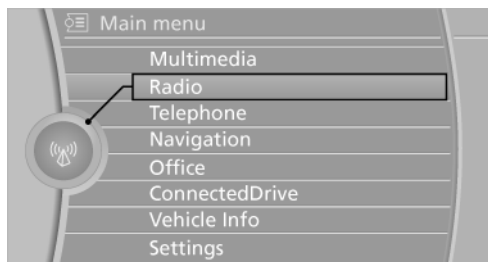 Main menu
Multimedia
Radio
Telephone
Navigation
Office
ConnectedDrive
Vehicle Info
Settings